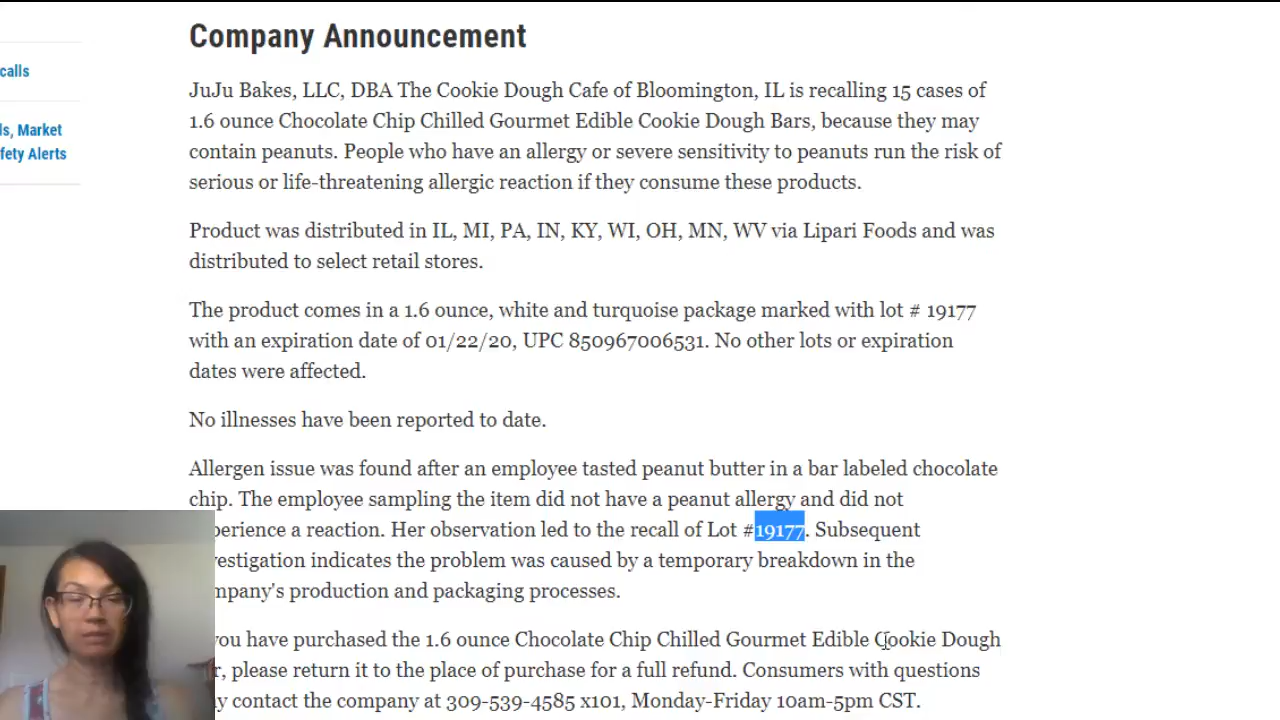 Company Announcement
calls
JuJu Bakes, LLC, DBA The Cookie Dough Cafe of Bloomington, IL is recalling 15 cases of
1.6 ounce Chocolate Chip Chilled Gourmet Edible Cookie Dough Bars, because they may
ls, Market
fety Alerts
contain peanuts. People who have an allergy or severe sensitivity to peanuts run the risk of
serious or life-threatening allergic reaction if they consume these products.
Product was distributed in IL, MI, PA, IN, KY, WI, OH, MN, WV via Lipari Foods and was
distributed to select retail stores.
The product comes in a 1.6 ounce, white and turquoise package marked with lot # 19177
with an expiration date of 01/22/20, UPC 850967006531. No other lots or expiration
dates were affected.
No illnesses have been reported to date.
Allergen issue was found after an employee tasted peanut butter in a bar labeled chocolate
chip. The employee sampling the item did not have a peanut allergy and did not
perience a reaction. Her observation led to the recall of Lot #19177. Subsequent
estigation indicates the problem was caused by a temporary breakdown in the
mpany's production and packaging processes.
you have purchased the 1.6 ounce Chocolate Chip Chilled Gourmet Edible Cookie Dough
r, please return it to the place of purchase for a full refund. Consumers with questions
y contact the company at 309-539-4585 x101, Monday-Friday 10am-5pm CST.